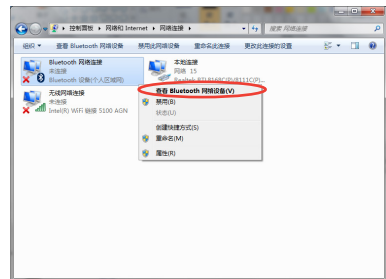 控制面板 ▸ 网络和 Internet ▸ 网络连接 ▸
搜索 网络连接
组织 ▾ 查看 Bluetooth 网络设备 禁用此网络设备 重命名此连接 更改此连接的设置
Bluetooth 网络连接
未连接
Bluetooth 设备(个人区域网)
本地连接
网络 15
Realtek RTL8168C(P)/8111C(P)...
无线网络连接
未连接
Intel(R) WiFi 链接 5100 AGN
查看 Bluetooth 网络设备(V)
禁用(B)
状态(U)
创建快捷方式(S)
重命名(M)
属性(R)